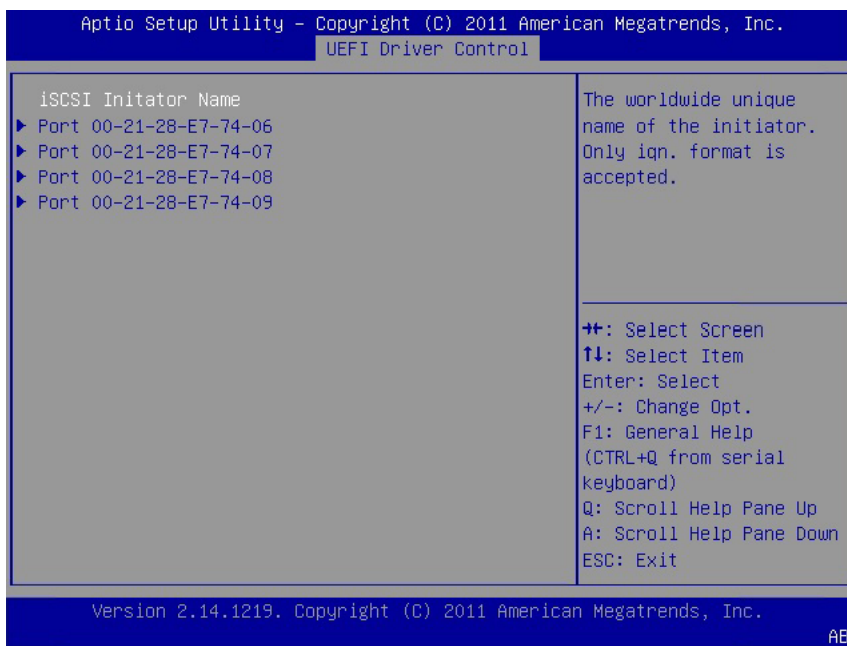 Aptio Setup Utility – Copyright (C) 2011 American Megatrends, Inc.
UEFI Driver Control
iSCSI Initator Name
Port 00-21-28-E7-74-06
Port 00-21-28-E7-74-07
Port 00-21-28-E7-74-08
Port 00-21-28-E7-74-09
The worldwide unique
name of the initiator.
Only iqn. format is
accepted.
→←: Select Screen
↑↓: Select Item
Enter: Select
+/-: Change Opt.
F1: General Help
(CTRL+Q from serial
keyboard)
Q: Scroll Help Pane Up
A: Scroll Help Pane Down
ESC: Exit
Version 2.14.1219. Copyright (C) 2011 American Megatrends, Inc.
AB